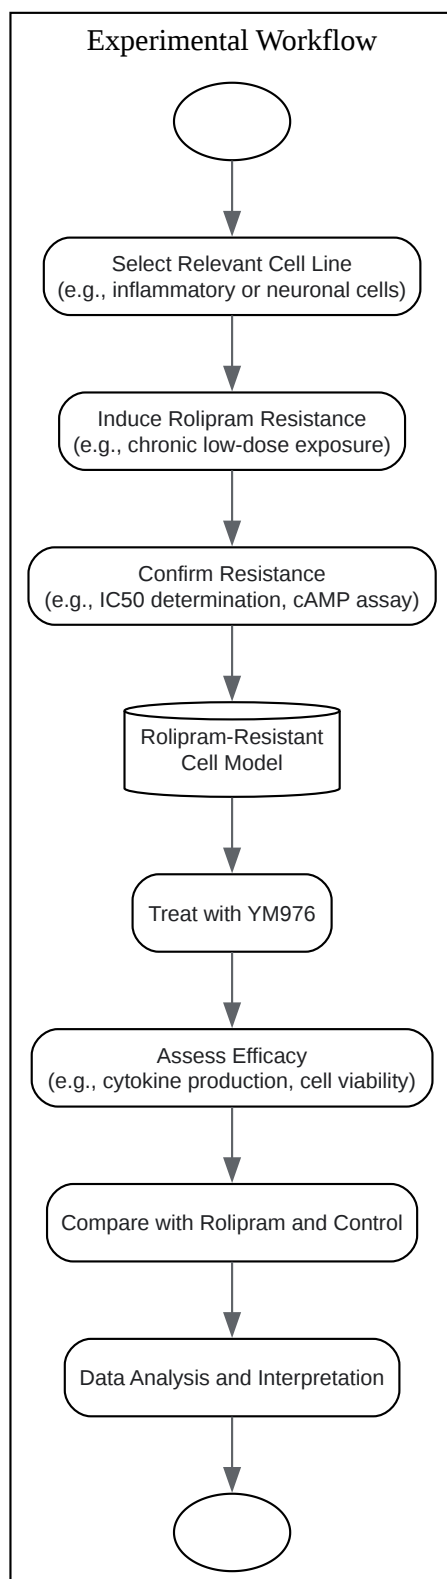 Experimental Workflow
Select Relevant Cell Line
(e.g., inflammatory or neuronal cells)
Induce Rolipram Resistance
(e.g., chronic low-dose exposure)
Confirm Resistance
(e.g., IC50 determination, cAMP assay)
Rolipram-Resistant
Cell Model
Treat with YM976
Assess Efficacy
(e.g., cytokine production, cell viability)
Compare with Rolipram and Control
Data Analysis and Interpretation